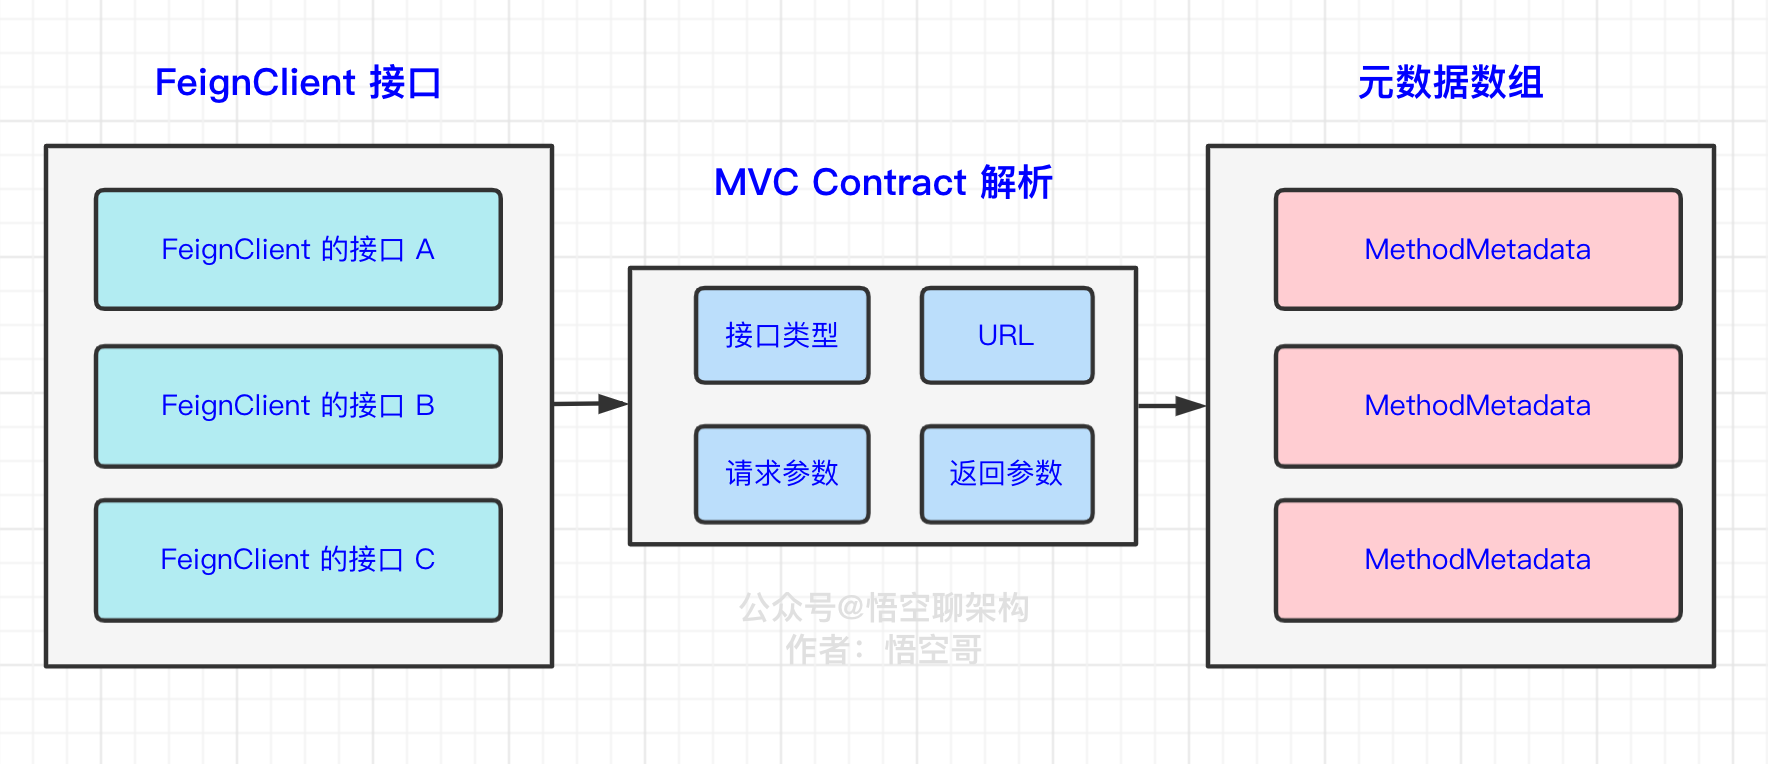 FeignClient 接口
FeignClient 的接口 A
FeignClient 的接口 B
FeignClient 的接口 C
MVC Contract 解析
接口类型
URL
请求参数
返回参数
元数据数组
MethodMetadata
MethodMetadata
MethodMetadata
公众号@悟空聊架构
作者：悟空哥